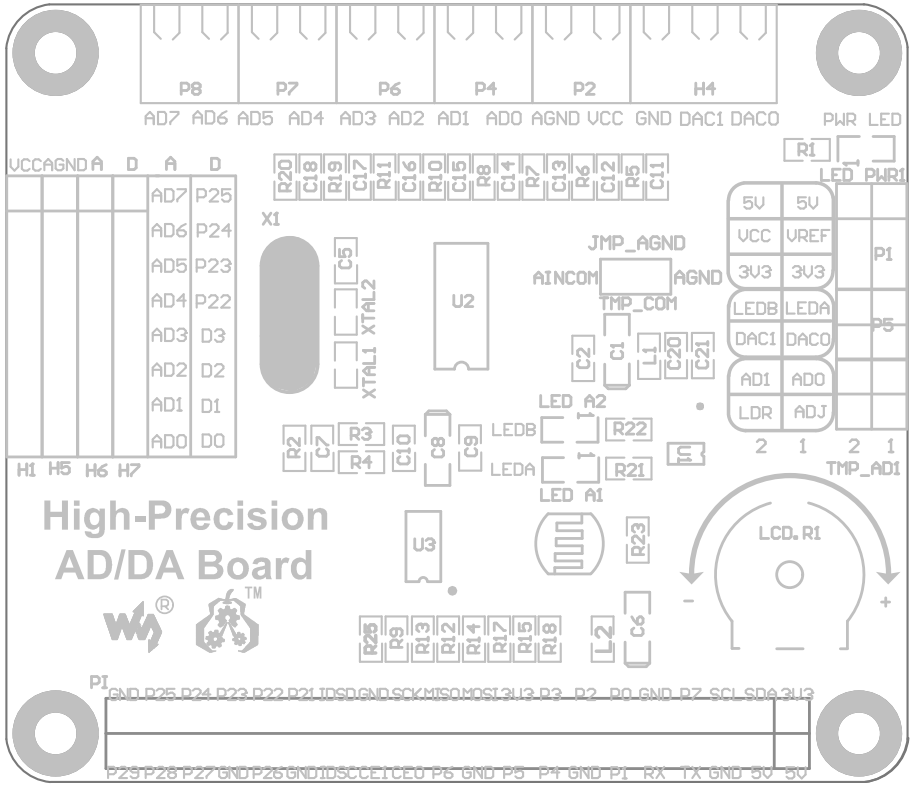 P8 P7 P6 P4 P2 H4
AD7 AD6 AD5 AD4 AD3 AD2 AD1 AD0 AGND VCC GND DAC1 DAC0
PWR LED
R1
1
LED PWR1
VCC AGND A D A D
R20 C18 R19 C17 R11 C16 R10 C15 R8 C14 R7 C13 R6 C12 R5 C11
AD7 P25
AD6 P24
AD5 P23
AD4 P22
AD3 D3
AD2 D2
AD1 D1
AD0 D0
H1 H5 H6 H7
X1
C5
XTAL2
XTAL1
U2
JMP_AGND
AINCOM AGND
TMP_COM
C2 C1 L1 C20 C21
5V 5V
VCC VREF
3V3 3V3
LEDB LEDA
DAC1 DAC0
AD1 AD0
LDR ADJ
2 1 2 1
P1
P5
TMP_AD1
LED A2
LEDB 1 R22
LEDA 1 R21
LED A1
U1
R2 C7 R3 R4 C10 C8 C9
High-Precision
AD/DA Board
® TM
U3
R23
LCD.R1
- +
R25 R9 R13 R12 R14 R17 R15 R18 L2 C6
PI
GND P25 P24 P23 P22 P21 IDSD GND SCK MISO MOSI 3V3 P3 P2 P0 GND P7 SCL SDA 3V3
P29 P28 P27 GND P26 GND IDSC CE1 CE0 P6 GND P5 P4 GND P1 RX TX GND 5V 5V